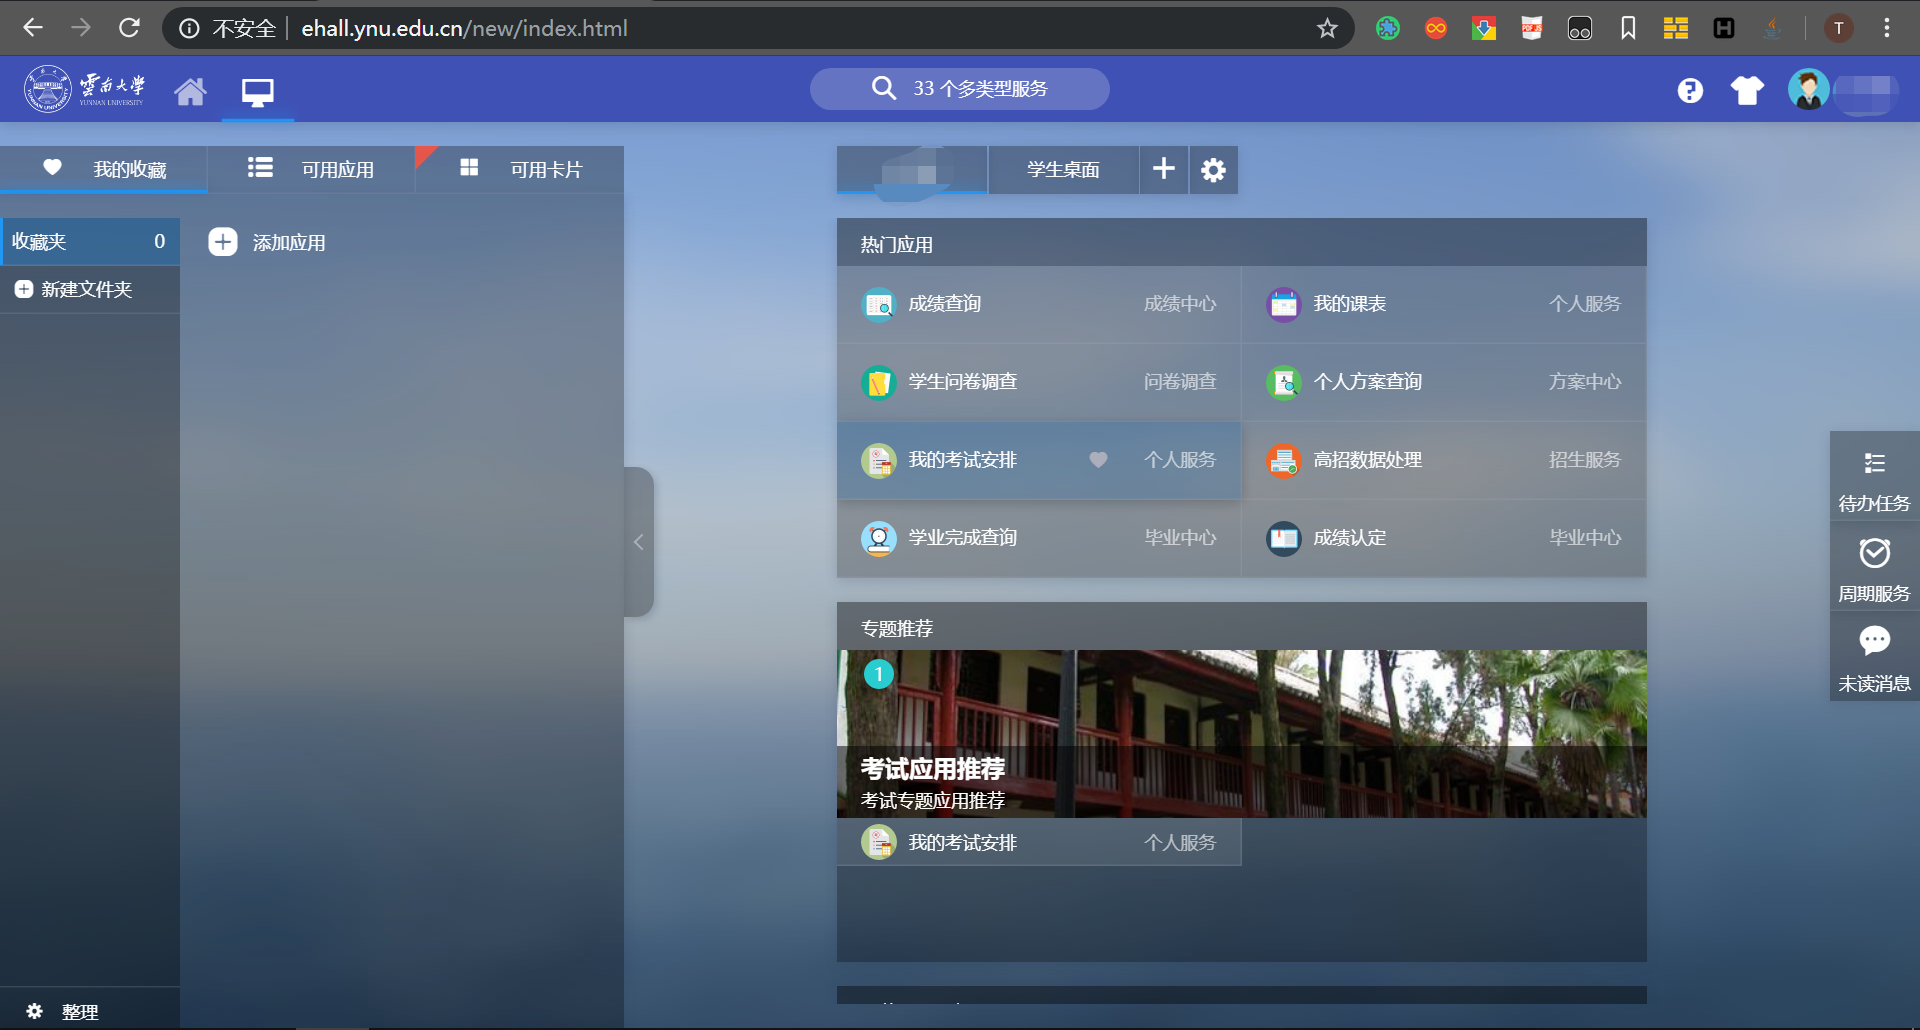 不安全 ehall.ynu.edu.cn/new/index.html
T
雲南大学
YUNNAN UNIVERSITY
33 个多类型服务
我的收藏
可用应用
可用卡片
学生桌面
收藏夹 0
添加应用
新建文件夹
热门应用
成绩查询 成绩中心
我的课表 个人服务
学生问卷调查 问卷调查
个人方案查询 方案中心
我的考试安排 个人服务
高招数据处理 招生服务
学业完成查询 毕业中心
成绩认定 毕业中心
专题推荐
1
考试应用推荐
考试专题应用推荐
我的考试安排 个人服务
待办任务
周期服务
未读消息
整理